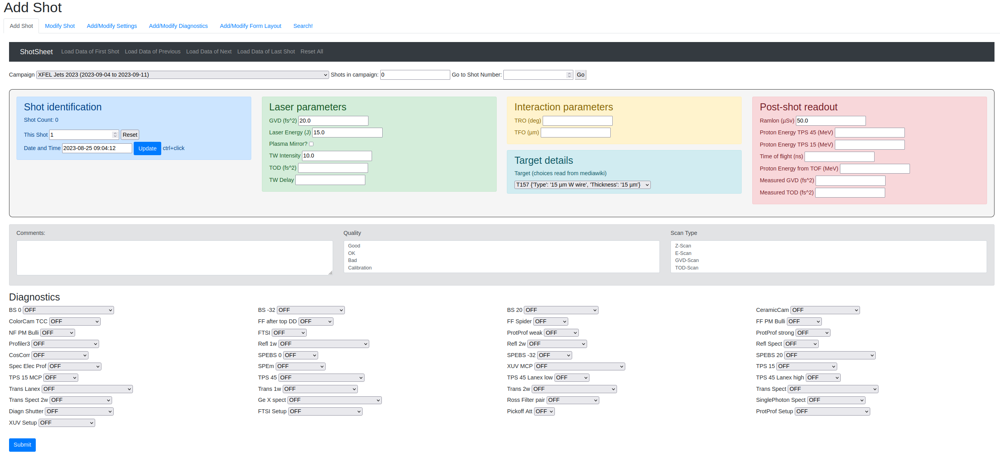 Add Shot
Add Shot Modify Shot Add/Modify Settings Add/Modify Diagnostics Add/Modify Form Layout Search!
ShotSheet Load Data of First Shot Load Data of Previous Load Data of Next Load Data of Last Shot Reset All
Campaign XFEL Jets 2023 (2023-09-04 to 2023-09-11) Shots in campaign: 0 Go to Shot Number: Go
Shot identification
Shot Count: 0
This Shot 1 Reset
Date and Time 2023-08-25 09:04:12 Update ctrl+click
Laser parameters
GVD (fs^2) 20.0
Laser Energy (J) 15.0
Plasma Mirror?
TW Intensity 10.0
TOD (fs^2)
TW Delay
Interaction parameters
TRO (deg)
TFO (µm)
Target details
Target (choices read from mediawiki)
T157 {'Type': '15 µm W wire', 'Thickness': '15 µm'}
Post-shot readout
Ramlon (µSv) 50.0
Proton Energy TPS 45 (MeV)
Proton Energy TPS 15 (MeV)
Time of flight (ns)
Proton Energy from TOF (MeV)
Measured GVD (fs^2)
Measured TOD (fs^2)
Comments:
Quality
Good
OK
Bad
Calibration
Scan Type
Z-Scan
E-Scan
GVD-Scan
TOD-Scan
Diagnostics
BS 0 OFF BS -32 OFF BS 20 OFF CeramicCam OFF
ColorCam TCC OFF FF after top DD OFF FF Spider OFF FF PM Bulli OFF
NF PM Bulli OFF FTSI OFF ProtProf weak OFF ProtProf strong OFF
Profiler3 OFF Refl 1w OFF Refl 2w OFF Refl Spect OFF
CosCorr OFF SPEBS 0 OFF SPEBS -32 OFF SPEBS 20 OFF
Spec Elec Prof OFF SPEm OFF XUV MCP OFF TPS 15 OFF
TPS 15 MCP OFF TPS 45 OFF TPS 45 Lanex low OFF TPS 45 Lanex high OFF
Trans Lanex OFF Trans 1w OFF Trans 2w OFF Trans Spect OFF
Trans Spect 2w OFF Ge X spect OFF Ross Filter pair OFF SinglePhoton Spect OFF
Diagn Shutter OFF FTSI Setup OFF Pickoff Att OFF ProtProf Setup OFF
XUV Setup OFF
Submit